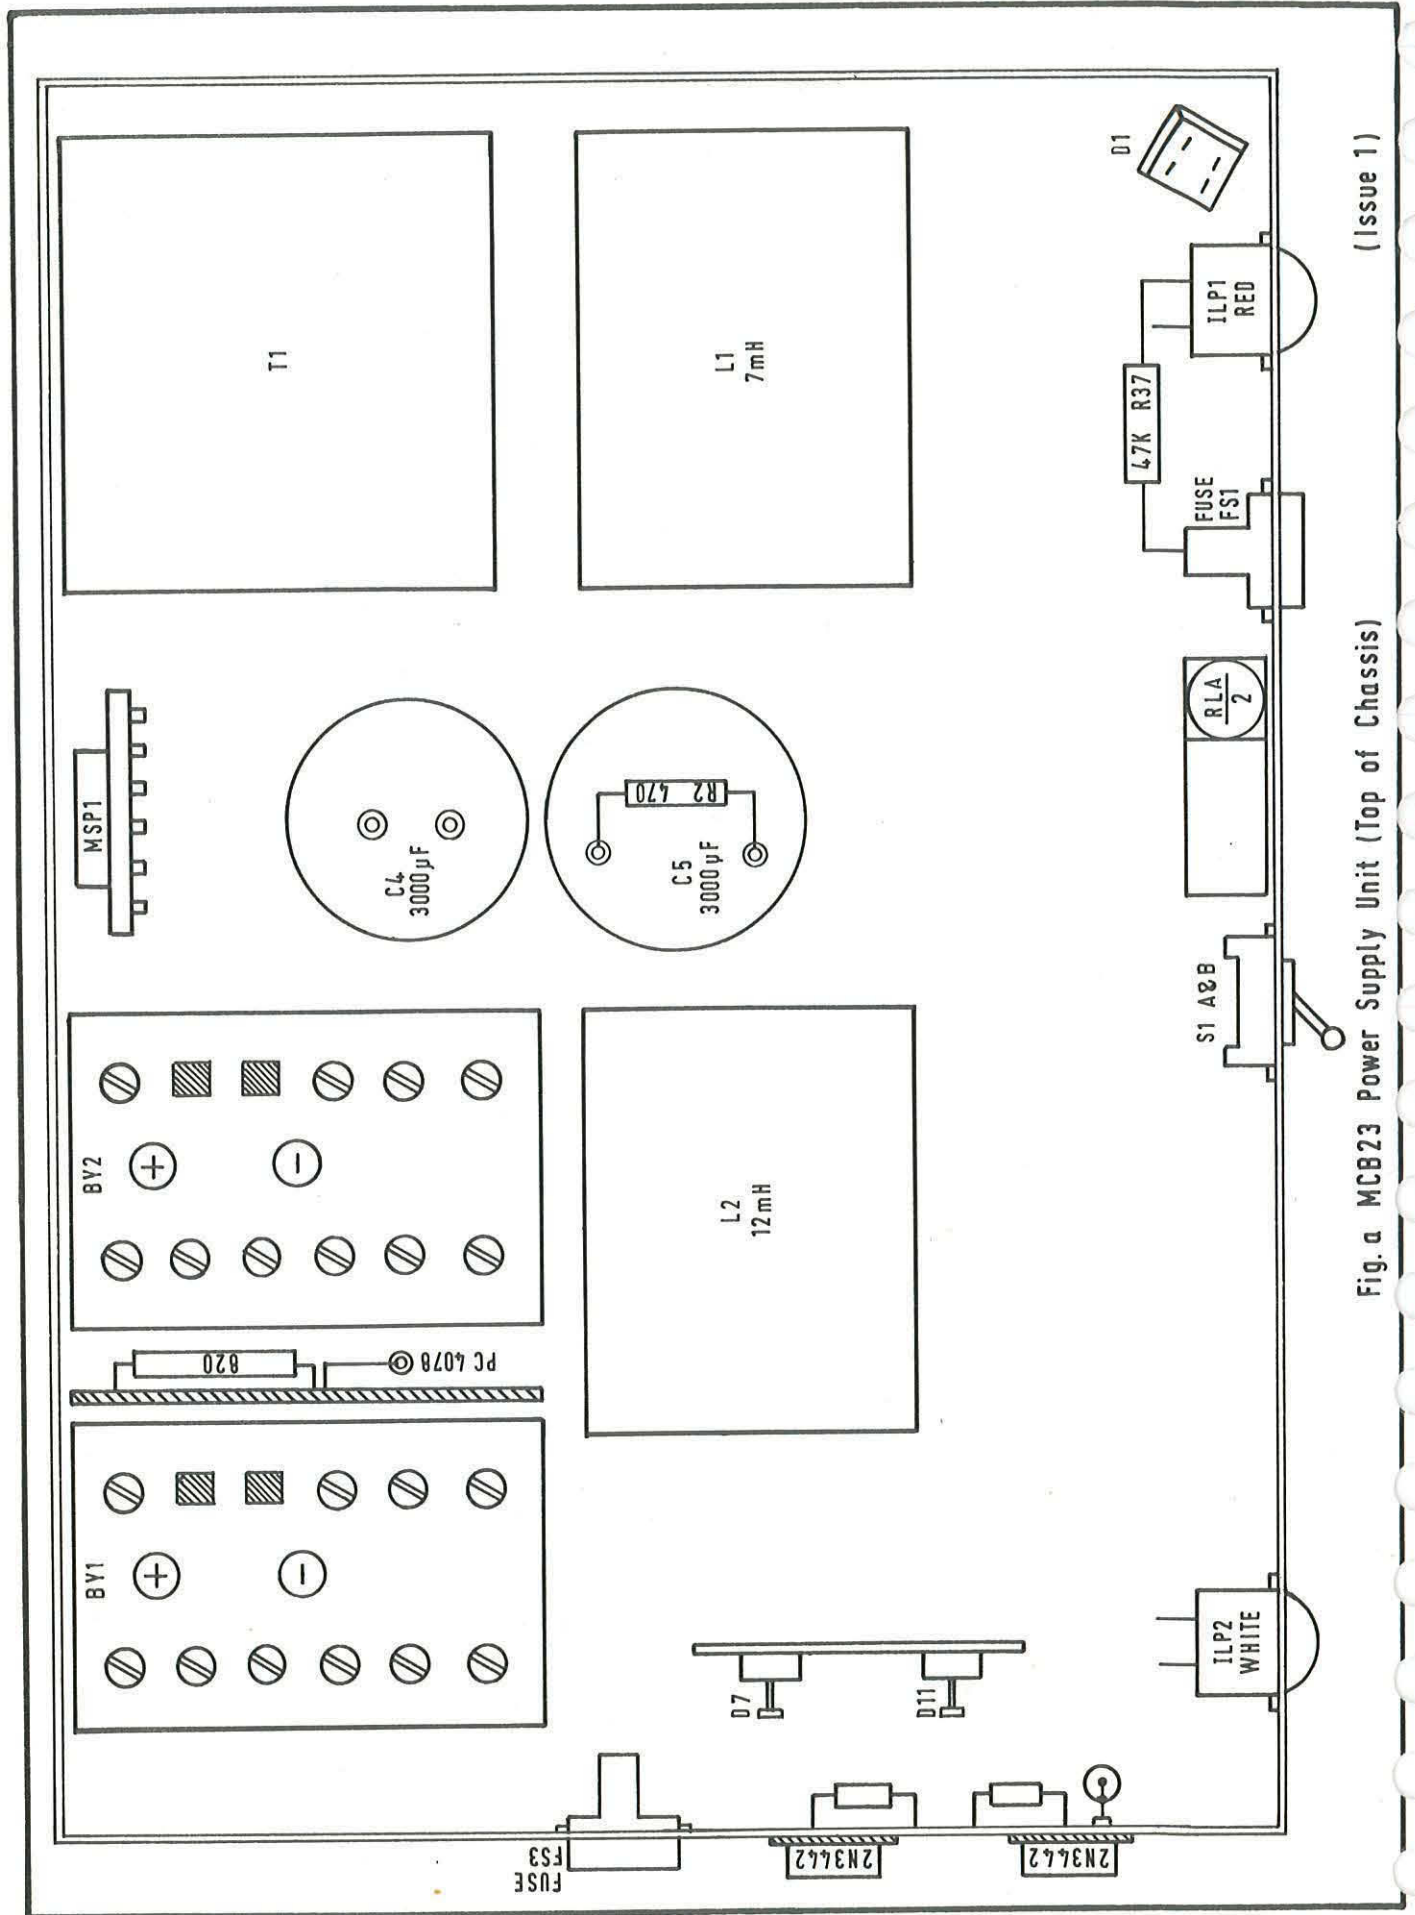 FUSE
FS3
2N3442
2N3442
BY1
D7
D11
ILP2
WHITE
820
PC 4078
BY2
L2
12mH
S1 A&B
MSP1
C4
3000µF
C5
3000µF
R2 470
RLA
2
T1
L1
7mH
FUSE
FS1
47K R37
ILP1
RED
D1
Fig. a MCB23 Power Supply Unit (Top of Chassis)
(Issue 1)